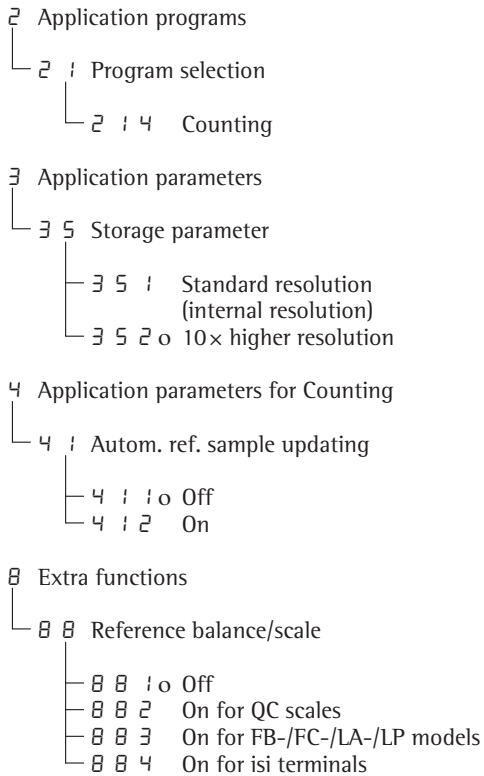 2 Application programs
2 1 Program selection
2 1 4 Counting
3 Application parameters
3 5 Storage parameter
3 5 1 Standard resolution
(internal resolution)
3 5 2 o 10× higher resolution
4 Application parameters for Counting
4 1 Autom. ref. sample updating
4 1 1 o Off
4 1 2 On
8 Extra functions
8 8 Reference balance/scale
8 8 1 o Off
8 8 2 On for QC scales
8 8 3 On for FB-/FC-/LA-/LP models
8 8 4 On for isi terminals